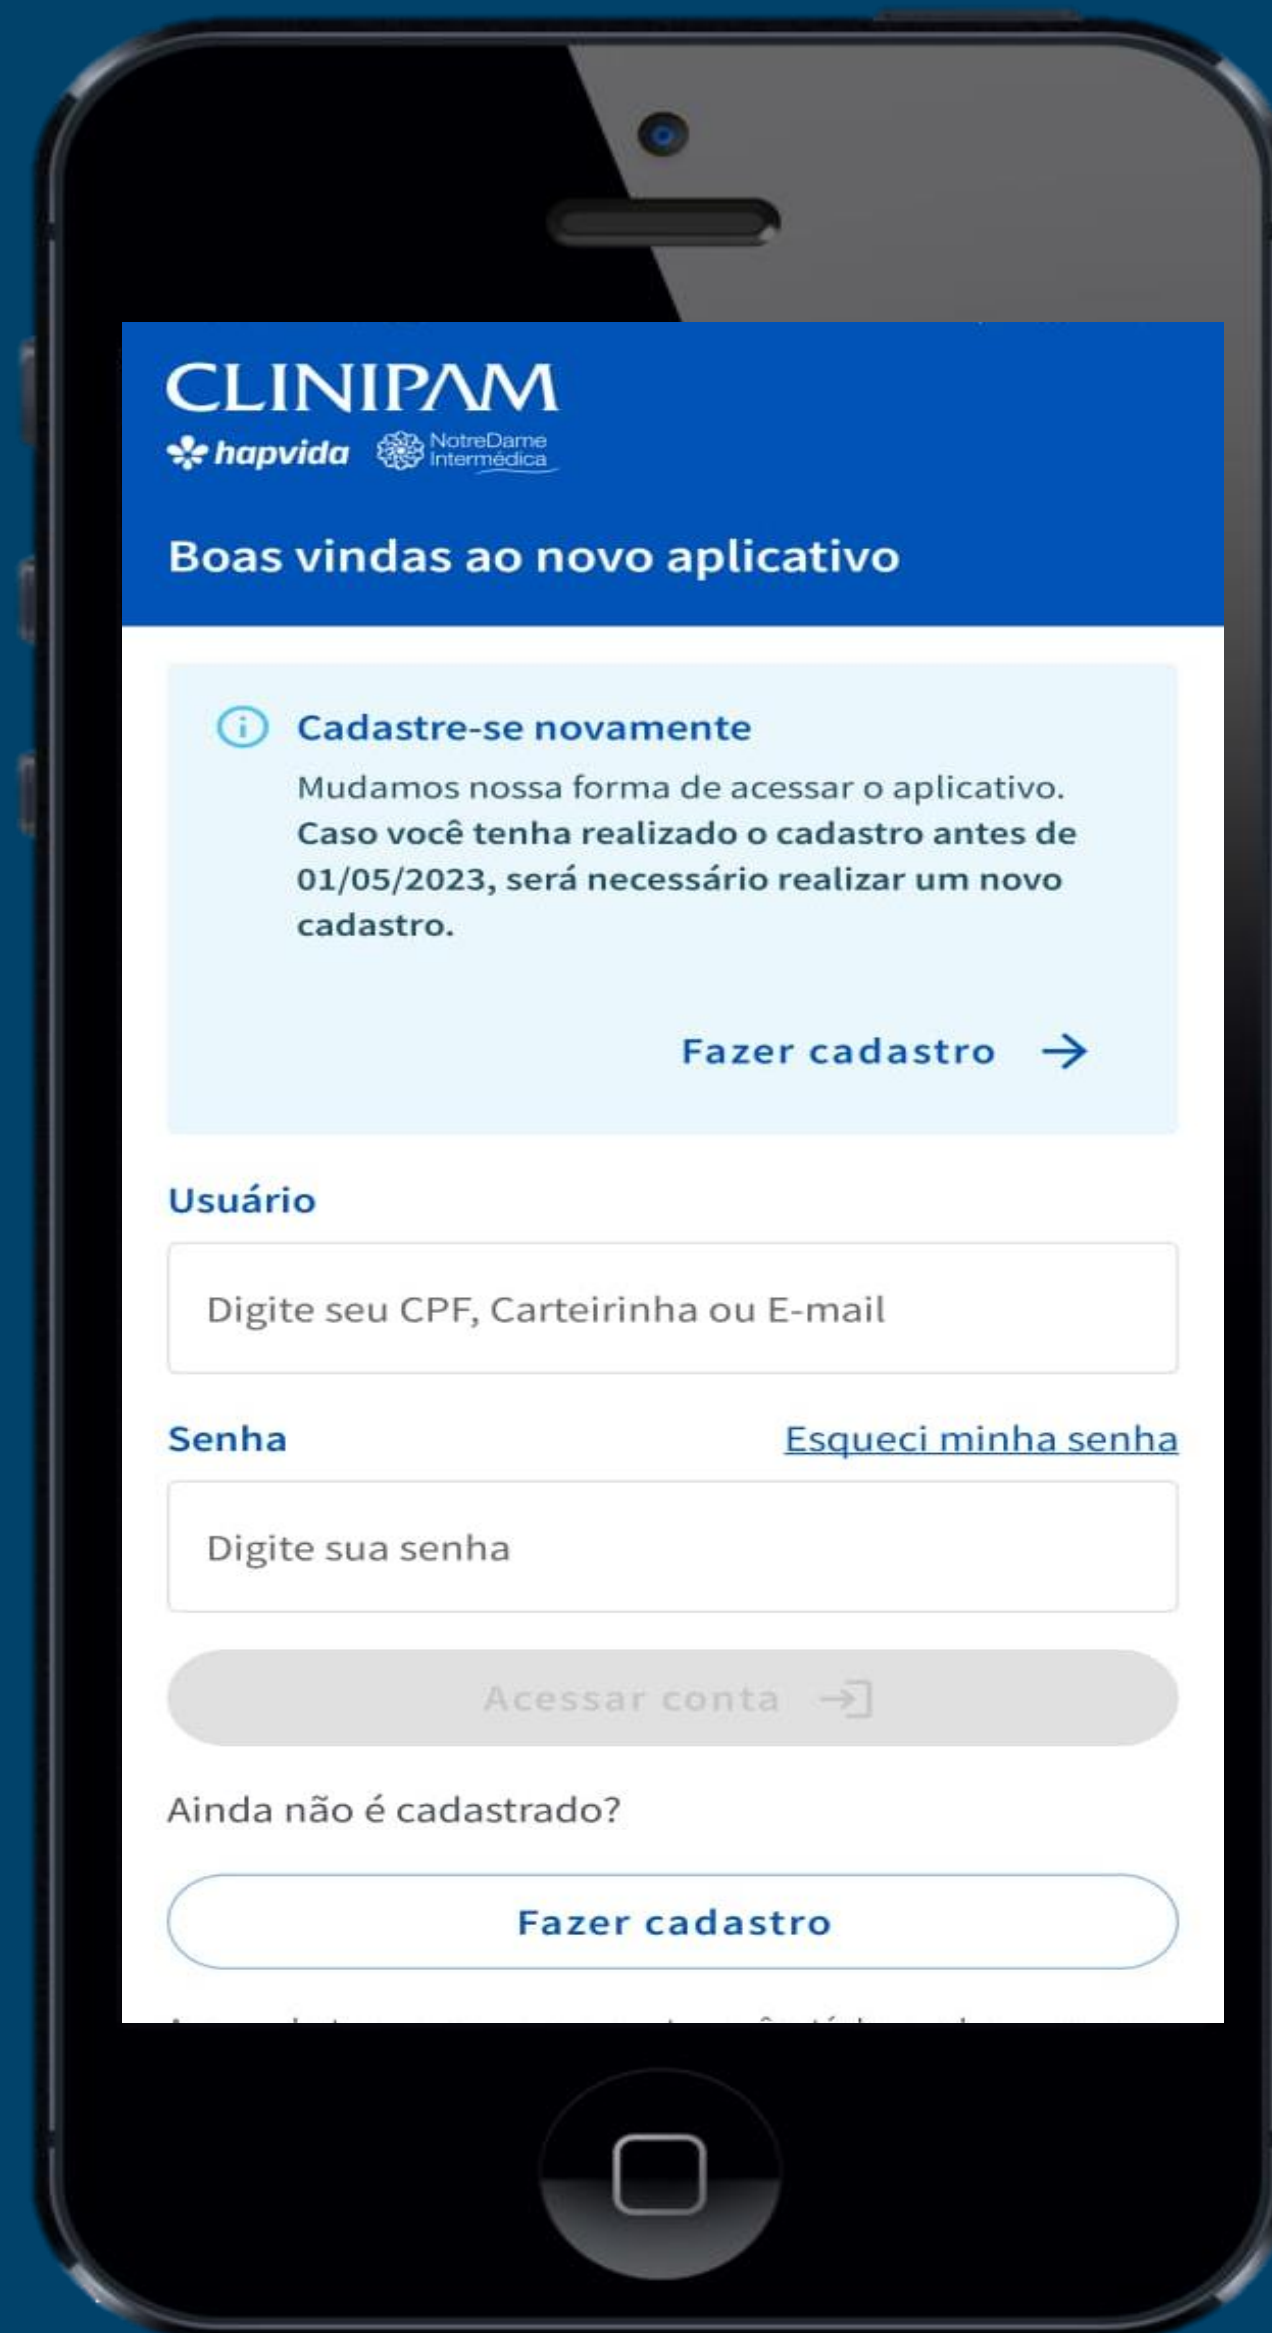 CLINIPAM
hapvida NotreDame
Intermédica
Boas vindas ao novo aplicativo
Cadastre-se novamente
Mudamos nossa forma de acessar o aplicativo.
Caso você tenha realizado o cadastro antes de
01/05/2023, será necessário realizar um novo
cadastro.
Fazer cadastro
Usuário
Digite seu CPF, Carteirinha ou E-mail
Senha Esqueci minha senha
Digite sua senha
Acessar conta
Ainda não é cadastrado?
Fazer cadastro